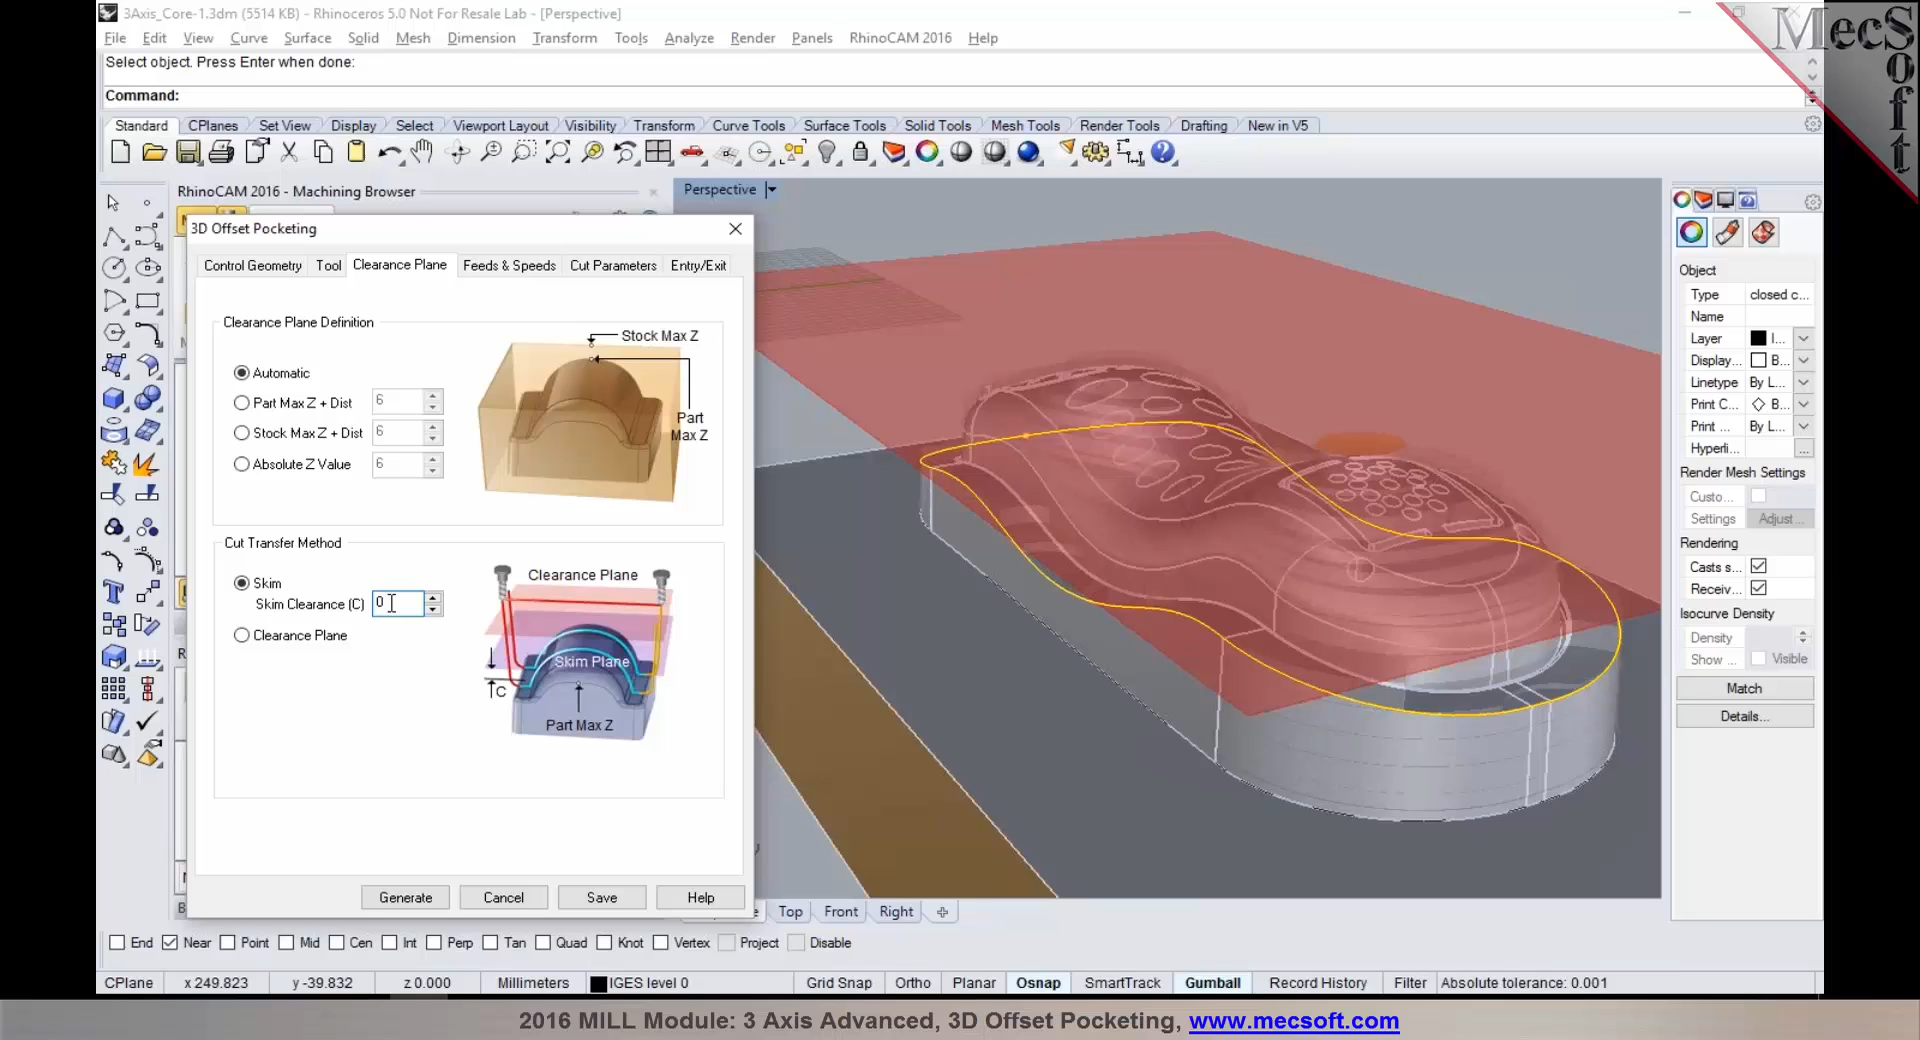 3Axis_Core-1.3dm (5514 KB) - Rhinoceros 5.0 Not For Resale Lab - [Perspective]
MecSoft
File Edit View Curve Surface Solid Mesh Dimension Transform Tools Analyze Render Panels RhinoCAM 2016 Help
Select object. Press Enter when done:
Command:
Standard CPlanes Set View Display Select Viewport Layout Visibility Transform Curve Tools Surface Tools Solid Tools Mesh Tools Render Tools Drafting New in V5
RhinoCAM 2016 - Machining Browser
Perspective
3D Offset Pocketing
Control Geometry Tool Clearance Plane Feeds & Speeds Cut Parameters Entry/Exit
Clearance Plane Definition
Automatic
Part Max Z + Dist 6
Stock Max Z + Dist 6
Absolute Z Value 6
Stock Max Z
Part
Max Z
Cut Transfer Method
Skim
Skim Clearance (C) 0
Clearance Plane
Clearance Plane
Skim Plane
C
Part Max Z
Generate Cancel Save Help
Object
Type closed c...
Name
Layer I...
Display... B...
Linetype By L...
Print C... B...
Print ... By L...
Hyperli... ...
Render Mesh Settings
Custo...
Settings Adjust...
Rendering
Casts s...
Receiv...
Isocurve Density
Density
Show ... Visible
Match
Details...
e Top Front Right
End Near Point Mid Cen Int Perp Tan Quad Knot Vertex Project Disable
CPlane x 249.823 y -39.832 z 0.000 Millimeters IGES level 0 Grid Snap Ortho Planar Osnap SmartTrack Gumball Record History Filter Absolute tolerance: 0.001
2016 MILL Module: 3 Axis Advanced, 3D Offset Pocketing, www.mecsoft.com